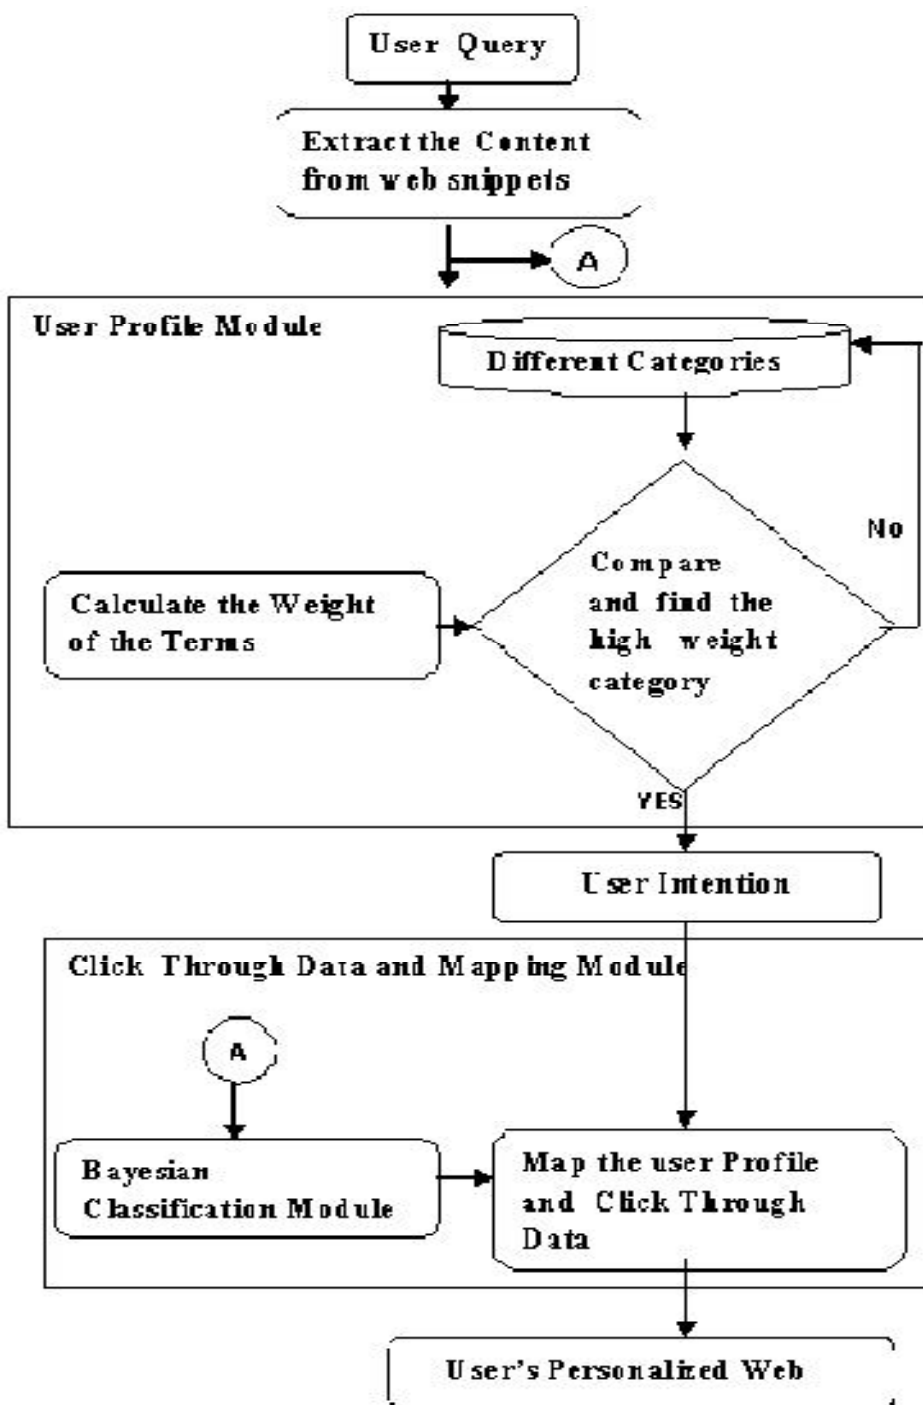 User Query
Extract the Content
from web snippets
A
User Profile Module
Different Categories
No
Compare
and find the
high weight
category
Calculate the Weight
of the Terms
YES
User Intention
Click Through Data and Mapping Module
A
Bayesian
Classification Module
Map the user Profile
and Click Through
Data
User's Personalized Web